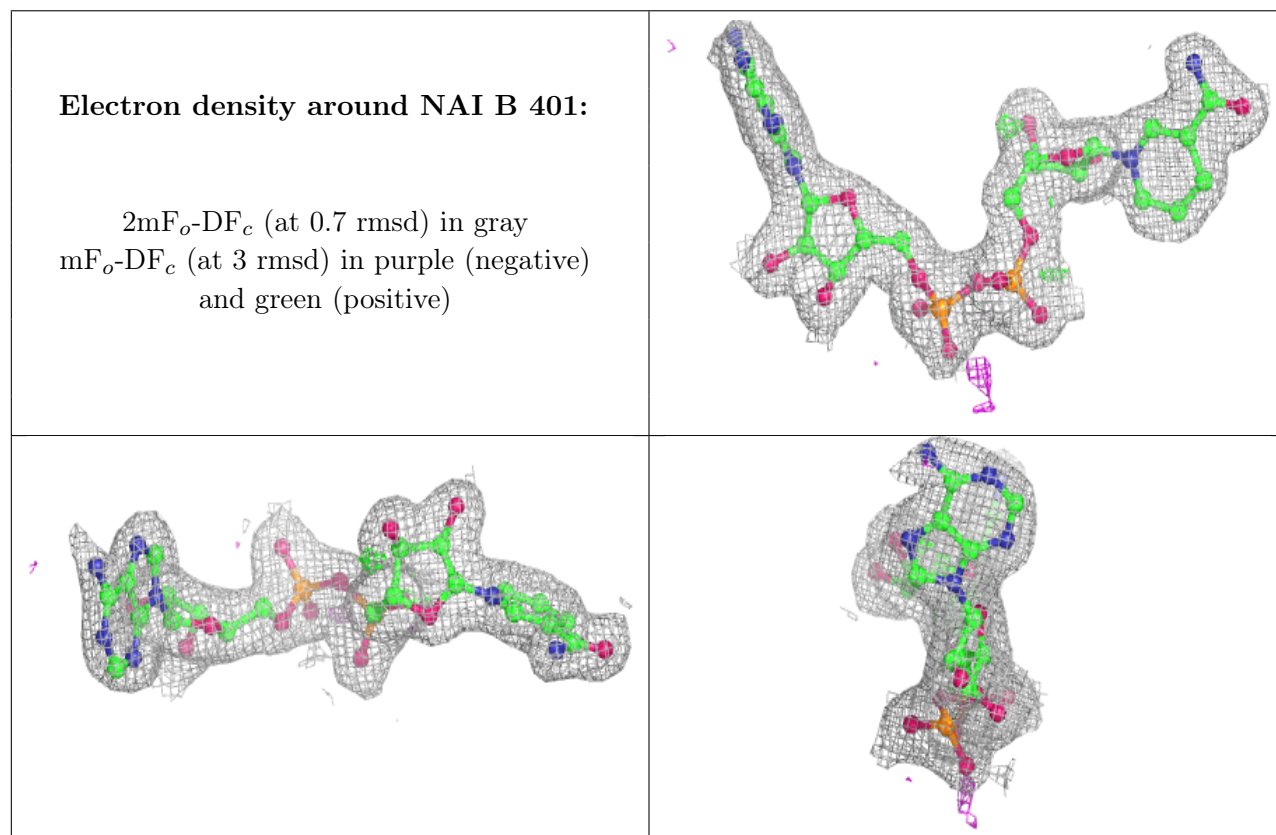 Electron density around NAI B 401:
2mFo-DFc (at 0.7 rmsd) in gray
mFo-DFc (at 3 rmsd) in purple (negative)
and green (positive)